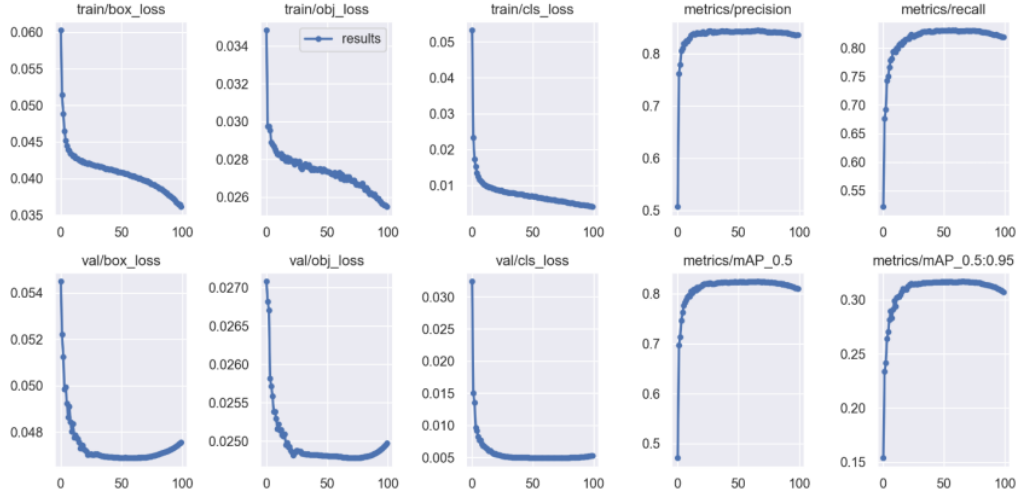 train/box_loss
0.060
0.055
0.050
0.045
0.040
0.035
0 50 100
train/obj_loss
results
0.034
0.032
0.030
0.028
0.026
0 50 100
train/cls_loss
0.05
0.04
0.03
0.02
0.01
0 50 100
metrics/precision
0.8
0.7
0.6
0.5
0 50 100
metrics/recall
0.80
0.75
0.70
0.65
0.60
0.55
0 50 100
val/box_loss
0.054
0.052
0.050
0.048
0 50 100
val/obj_loss
0.0270
0.0265
0.0260
0.0255
0.0250
0 50 100
val/cls_loss
0.030
0.025
0.020
0.015
0.010
0.005
0 50 100
metrics/mAP_0.5
0.8
0.7
0.6
0.5
0 50 100
metrics/mAP_0.5:0.95
0.30
0.25
0.20
0.15
0 50 100